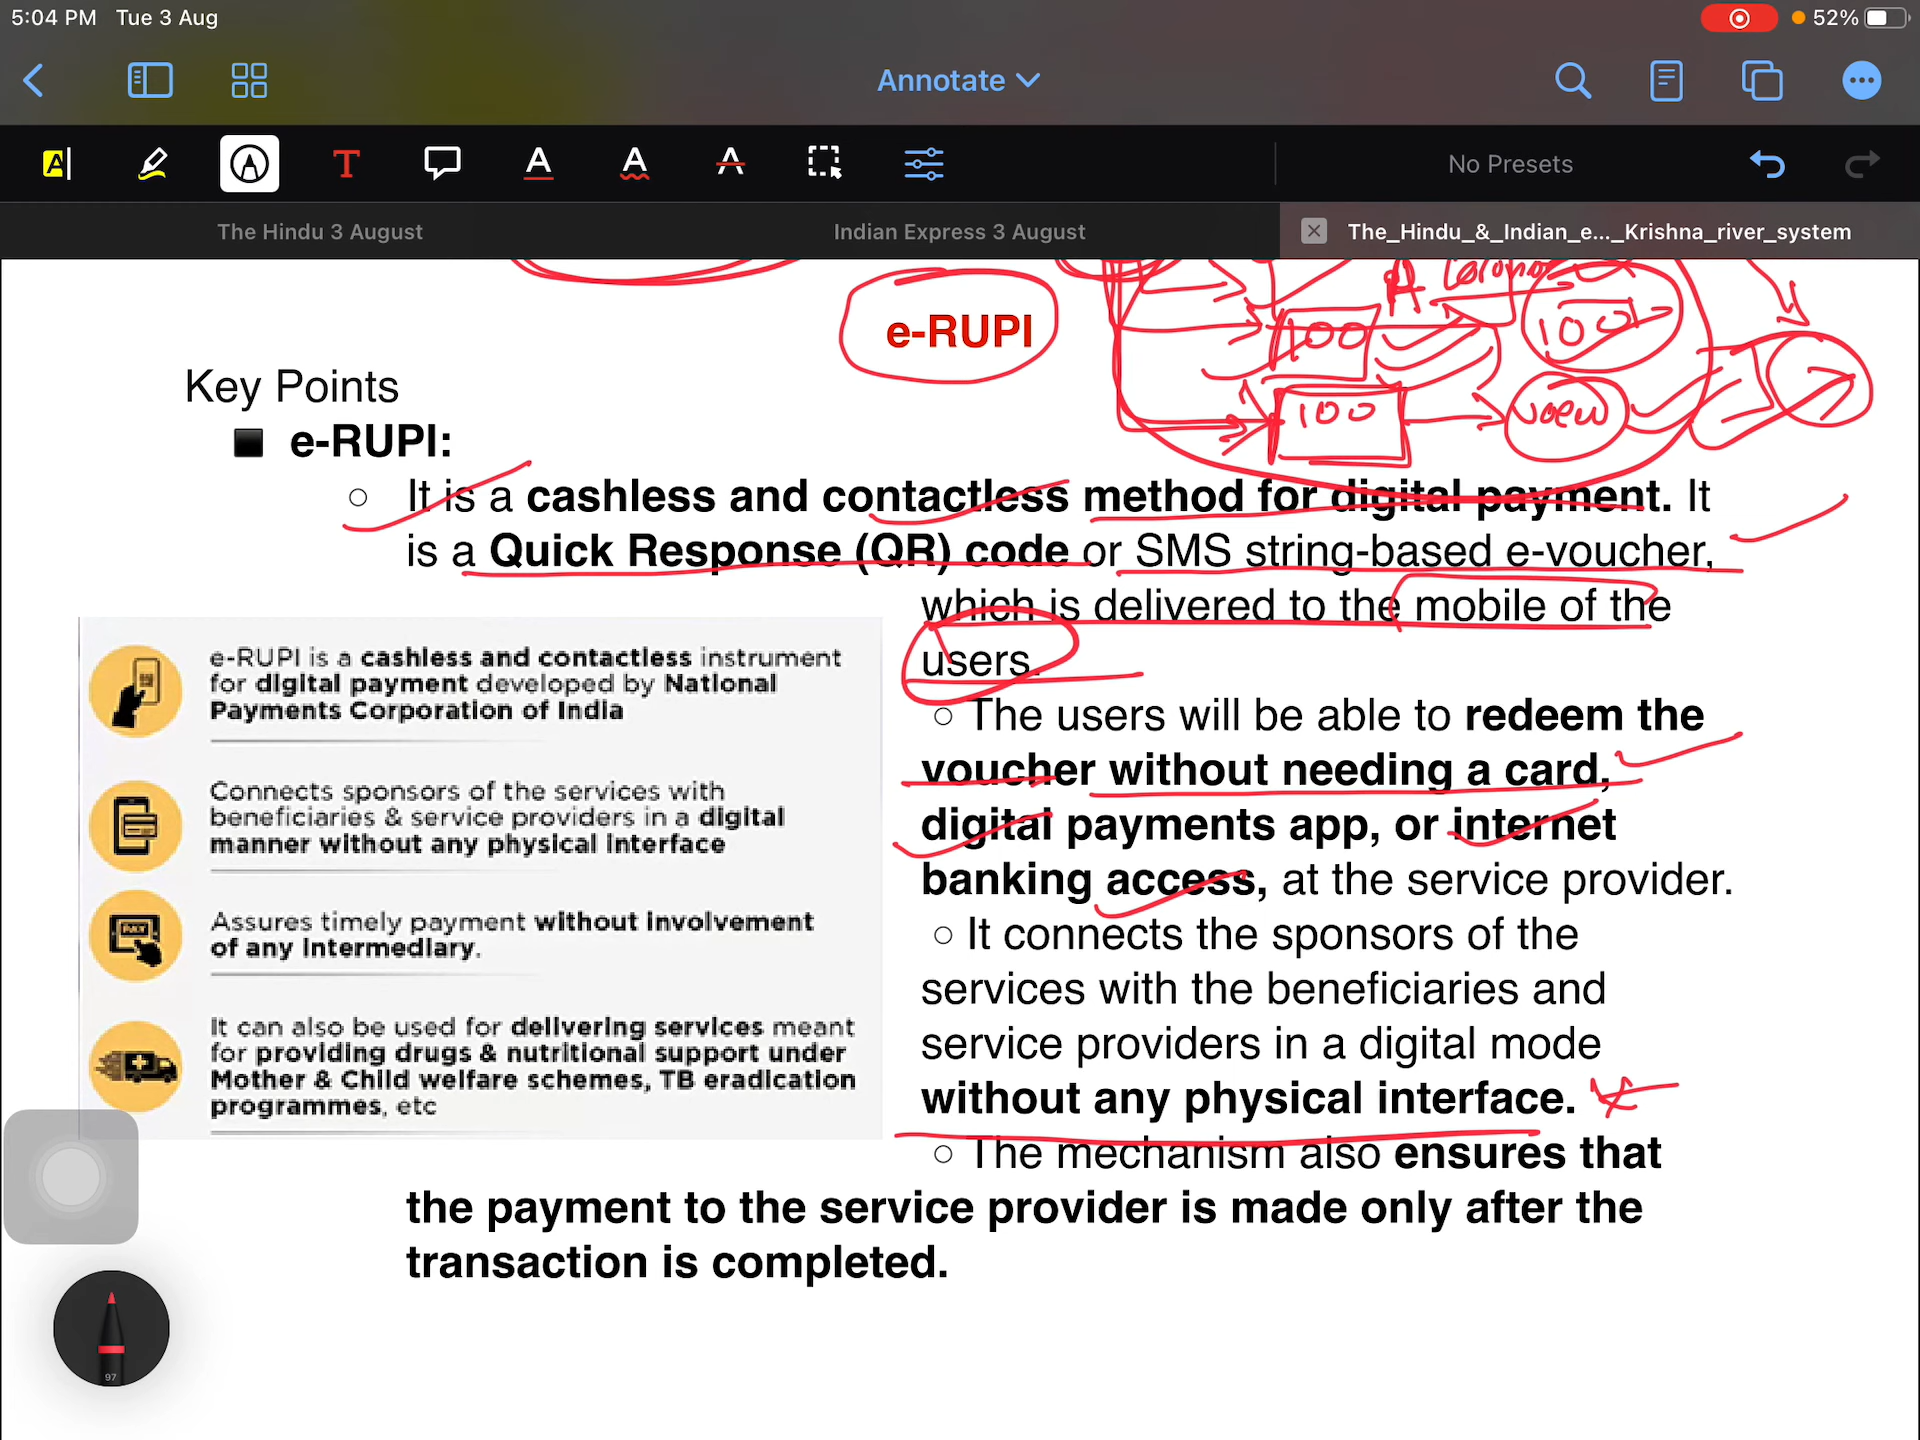 5:04 PM Tue 3 Aug
52%
Annotate
No Presets
The Hindu 3 August
Indian Express 3 August
The_Hindu_&_Indian_e..._Krishna_river_system
e-RUPI
100
100
100
Key Points
e-RUPI:
It is a cashless and contactless method for digital payment. It
is a Quick Response (QR) code or SMS string-based e-voucher,
which is delivered to the mobile of the
users.
The users will be able to redeem the
voucher without needing a card,
digital payments app, or internet
banking access, at the service provider.
It connects the sponsors of the
services with the beneficiaries and
service providers in a digital mode
without any physical interface.
The mechanism also ensures that
the payment to the service provider is made only after the
transaction is completed.
e-RUPI is a cashless and contactless instrument
for digital payment developed by National
Payments Corporation of India
Connects sponsors of the services with
beneficiaries & service providers in a digital
manner without any physical interface
Assures timely payment without involvement
of any intermediary.
It can also be used for delivering services meant
for providing drugs & nutritional support under
Mother & Child welfare schemes, TB eradication
programmes, etc
97